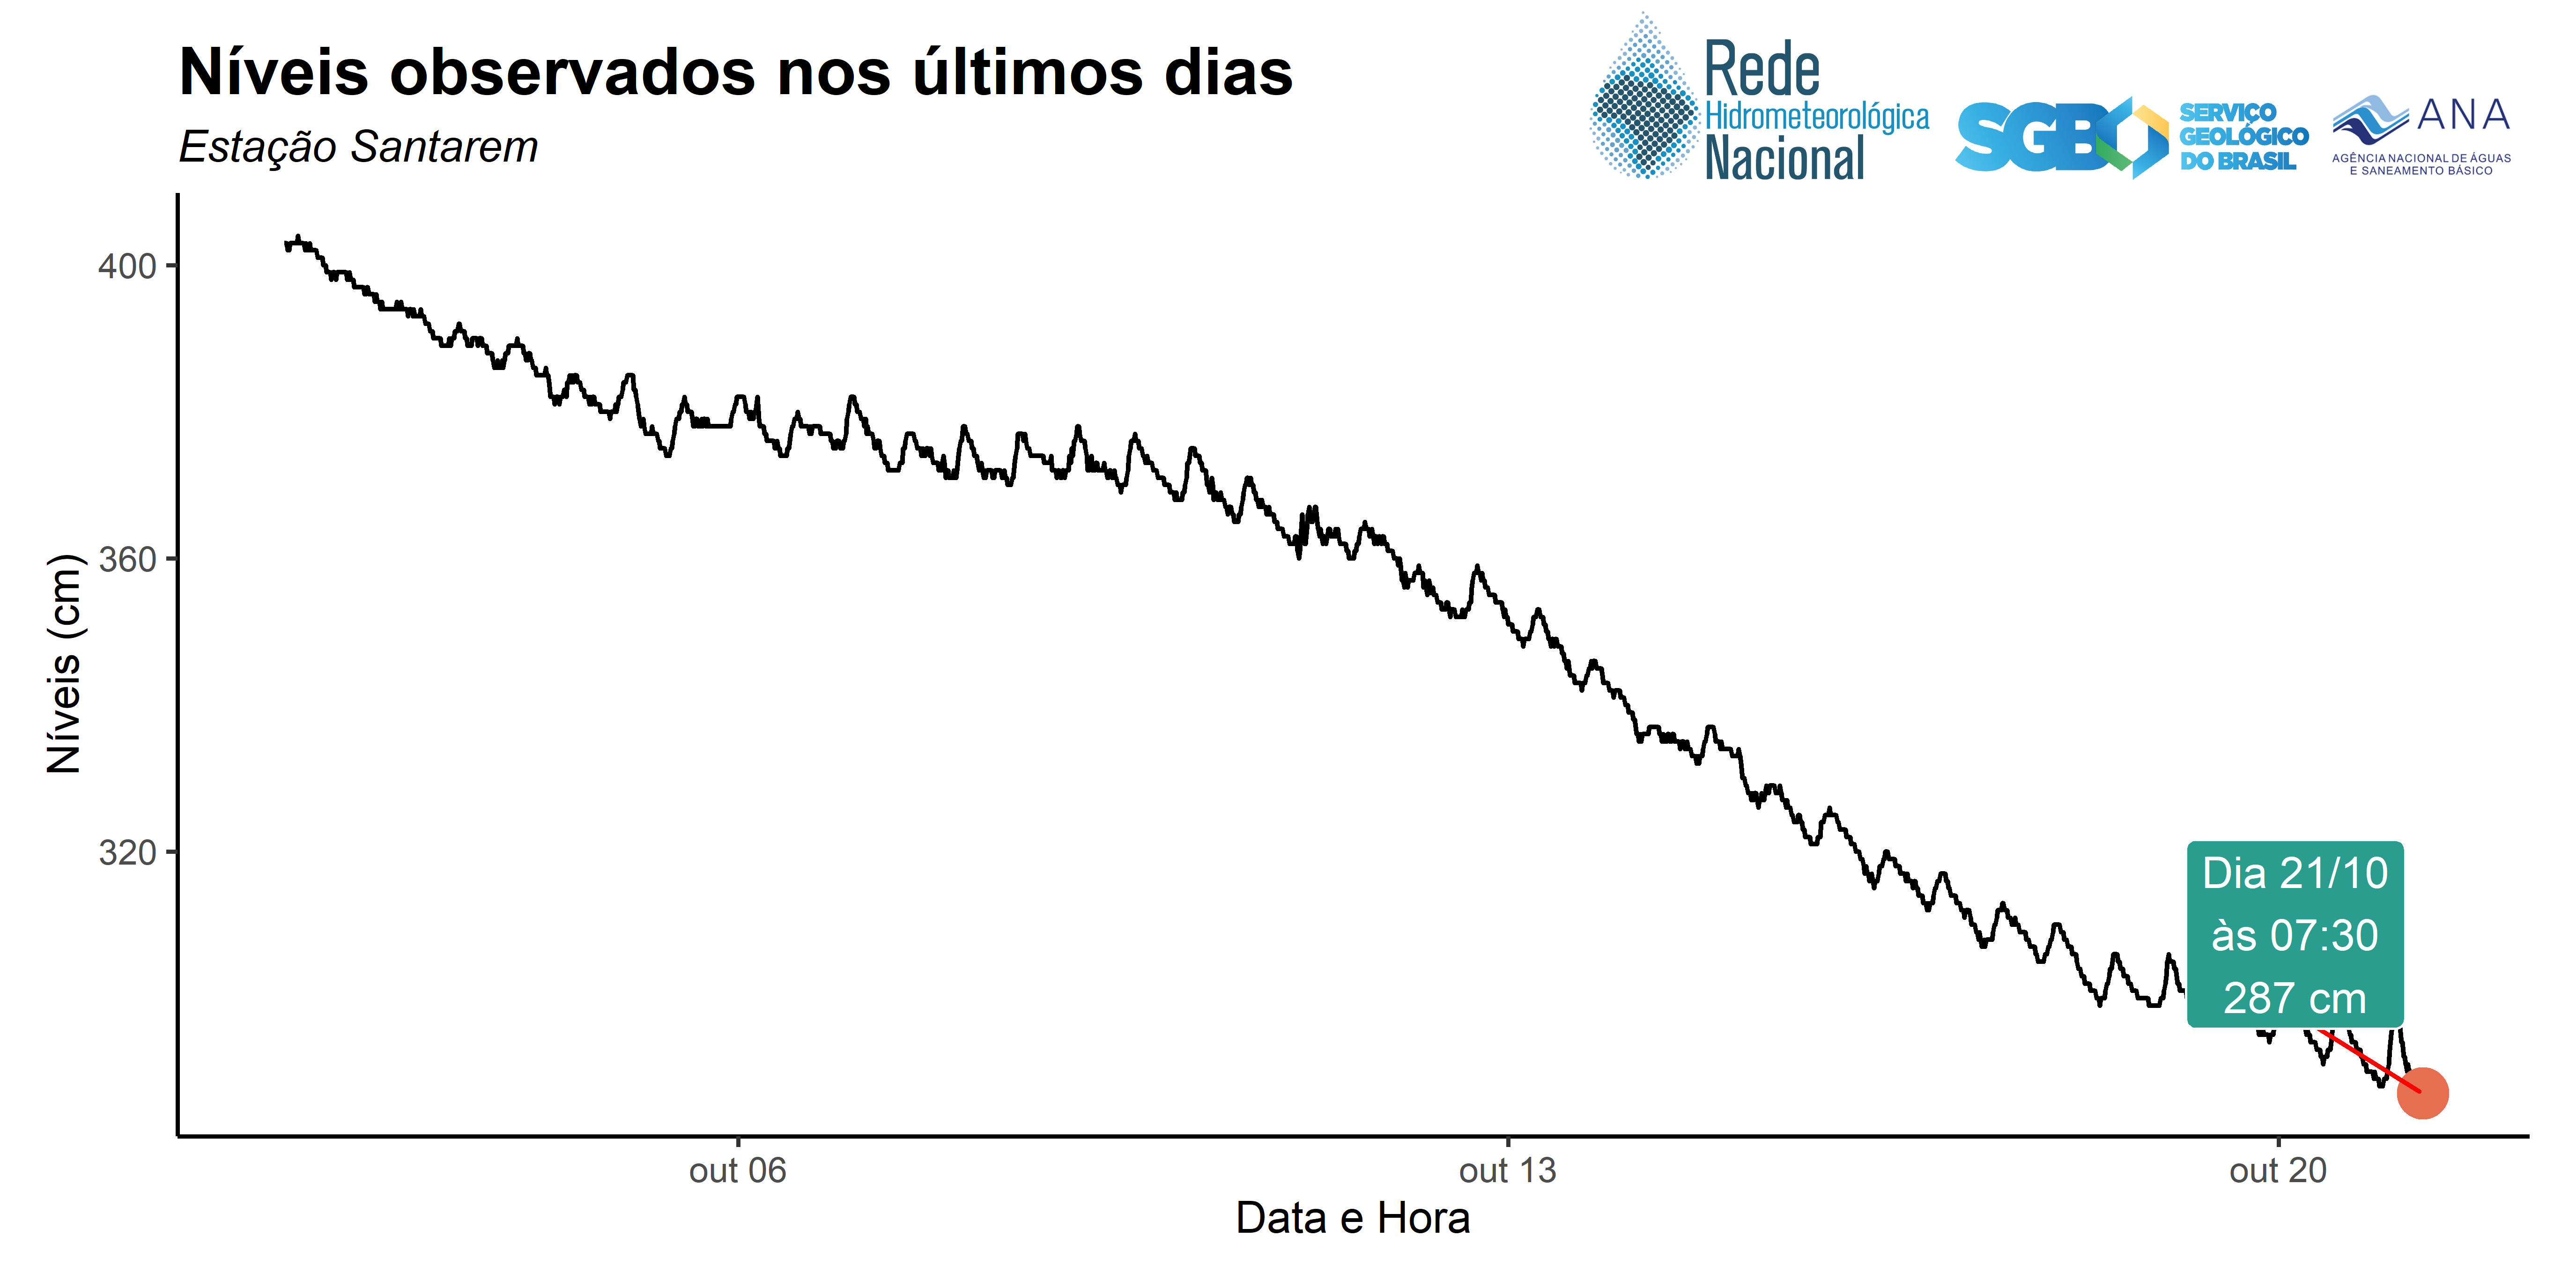 Níveis observados nos últimos dias
Estação Santarem
Rede
Hidrometeorológica
Nacional
SGB
SERVIÇO
GEOLÓGICO
DO BRASIL
ANA
AGÊNCIA NACIONAL DE ÁGUAS
E SANEAMENTO BÁSICO
Níveis (cm)
400
360
320
Dia 21/10
às 07:30
287 cm
out 06
out 13
out 20
Data e Hora